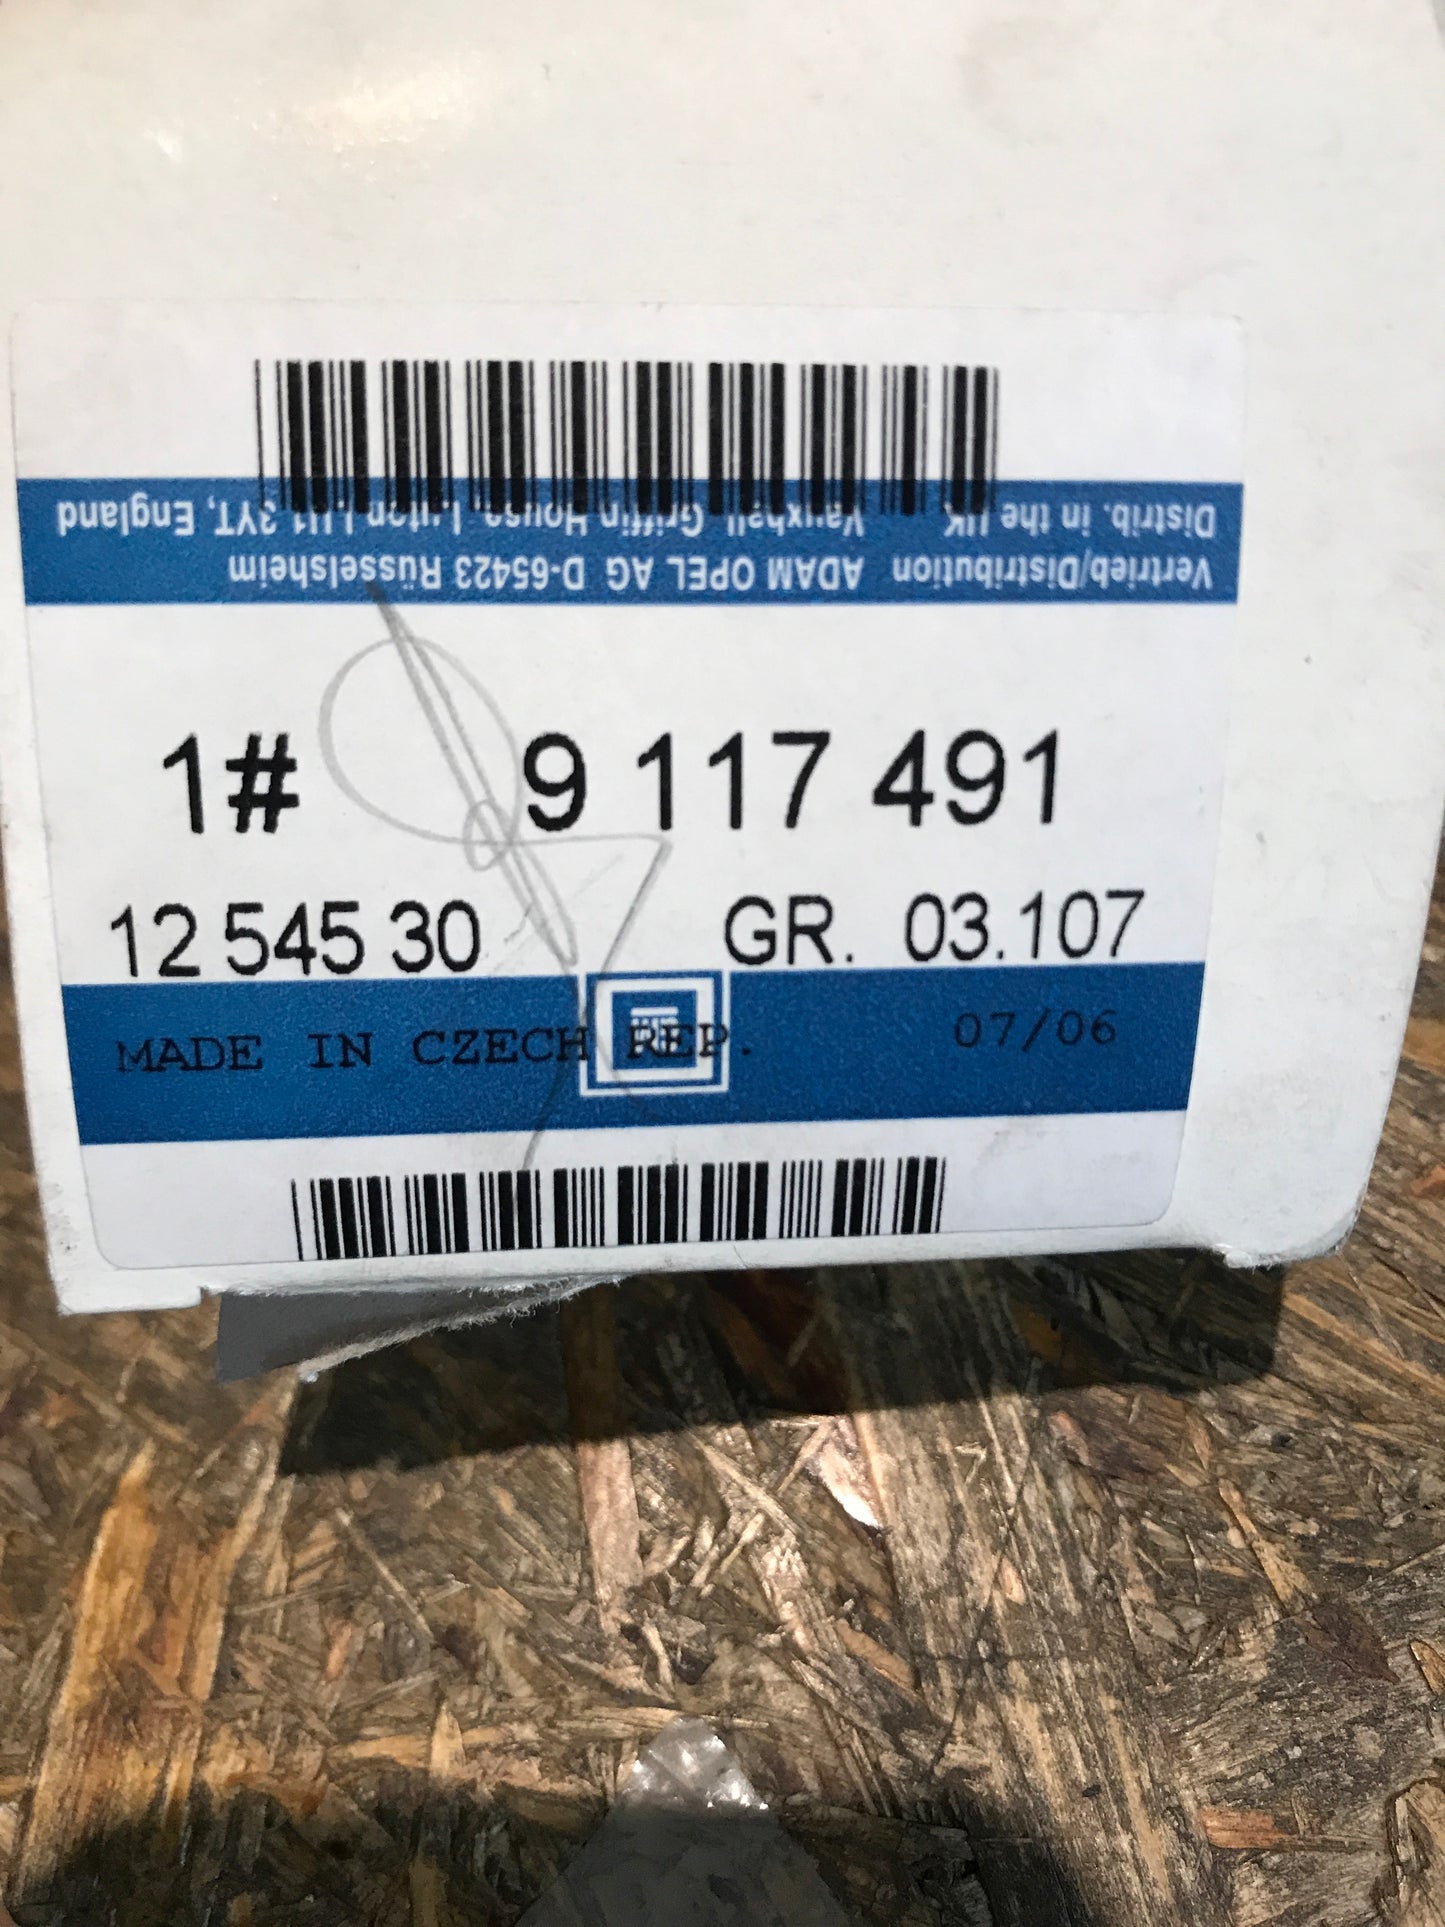 Vertrieb/Distribution ADAM OPEL AG D-65423 Rüsselsheim
Distrib. in the UK Vauxhall, Griffin House, Luton LU1 3YT, England
1# 9 117 491
12 545 30 GR. 03.107
MADE IN CZECH REP. 07/06
GM